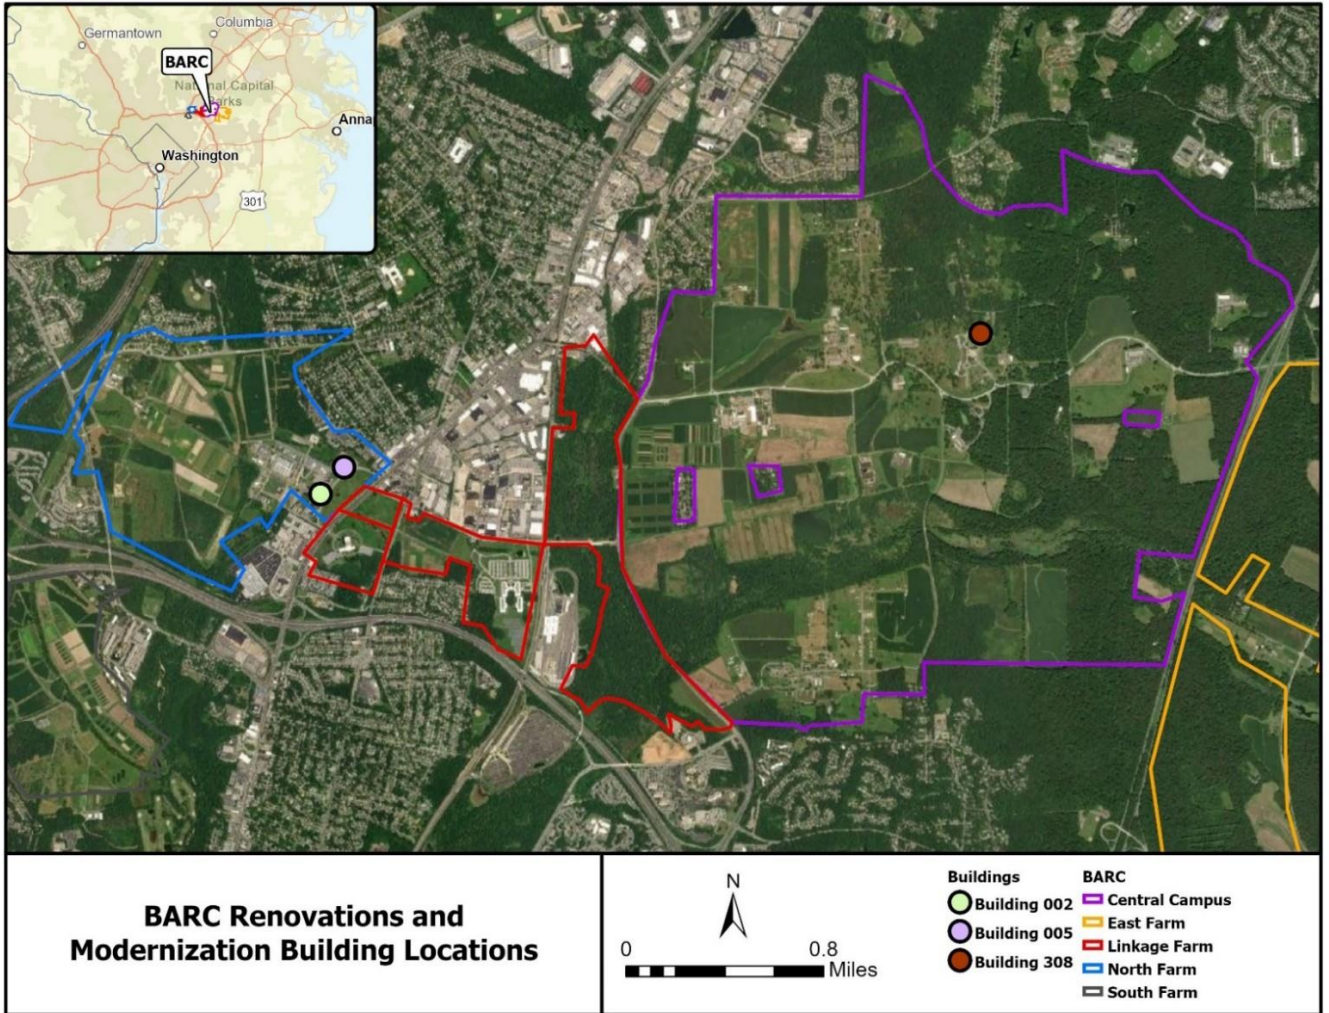 Columbia
Germantown
BARC
National Capital
Parks
Anna
Washington
301
BARC Renovations and
Modernization Building Locations
N
0 0.8
Miles
Buildings
Building 002
Building 005
Building 308
BARC
Central Campus
East Farm
Linkage Farm
North Farm
South Farm